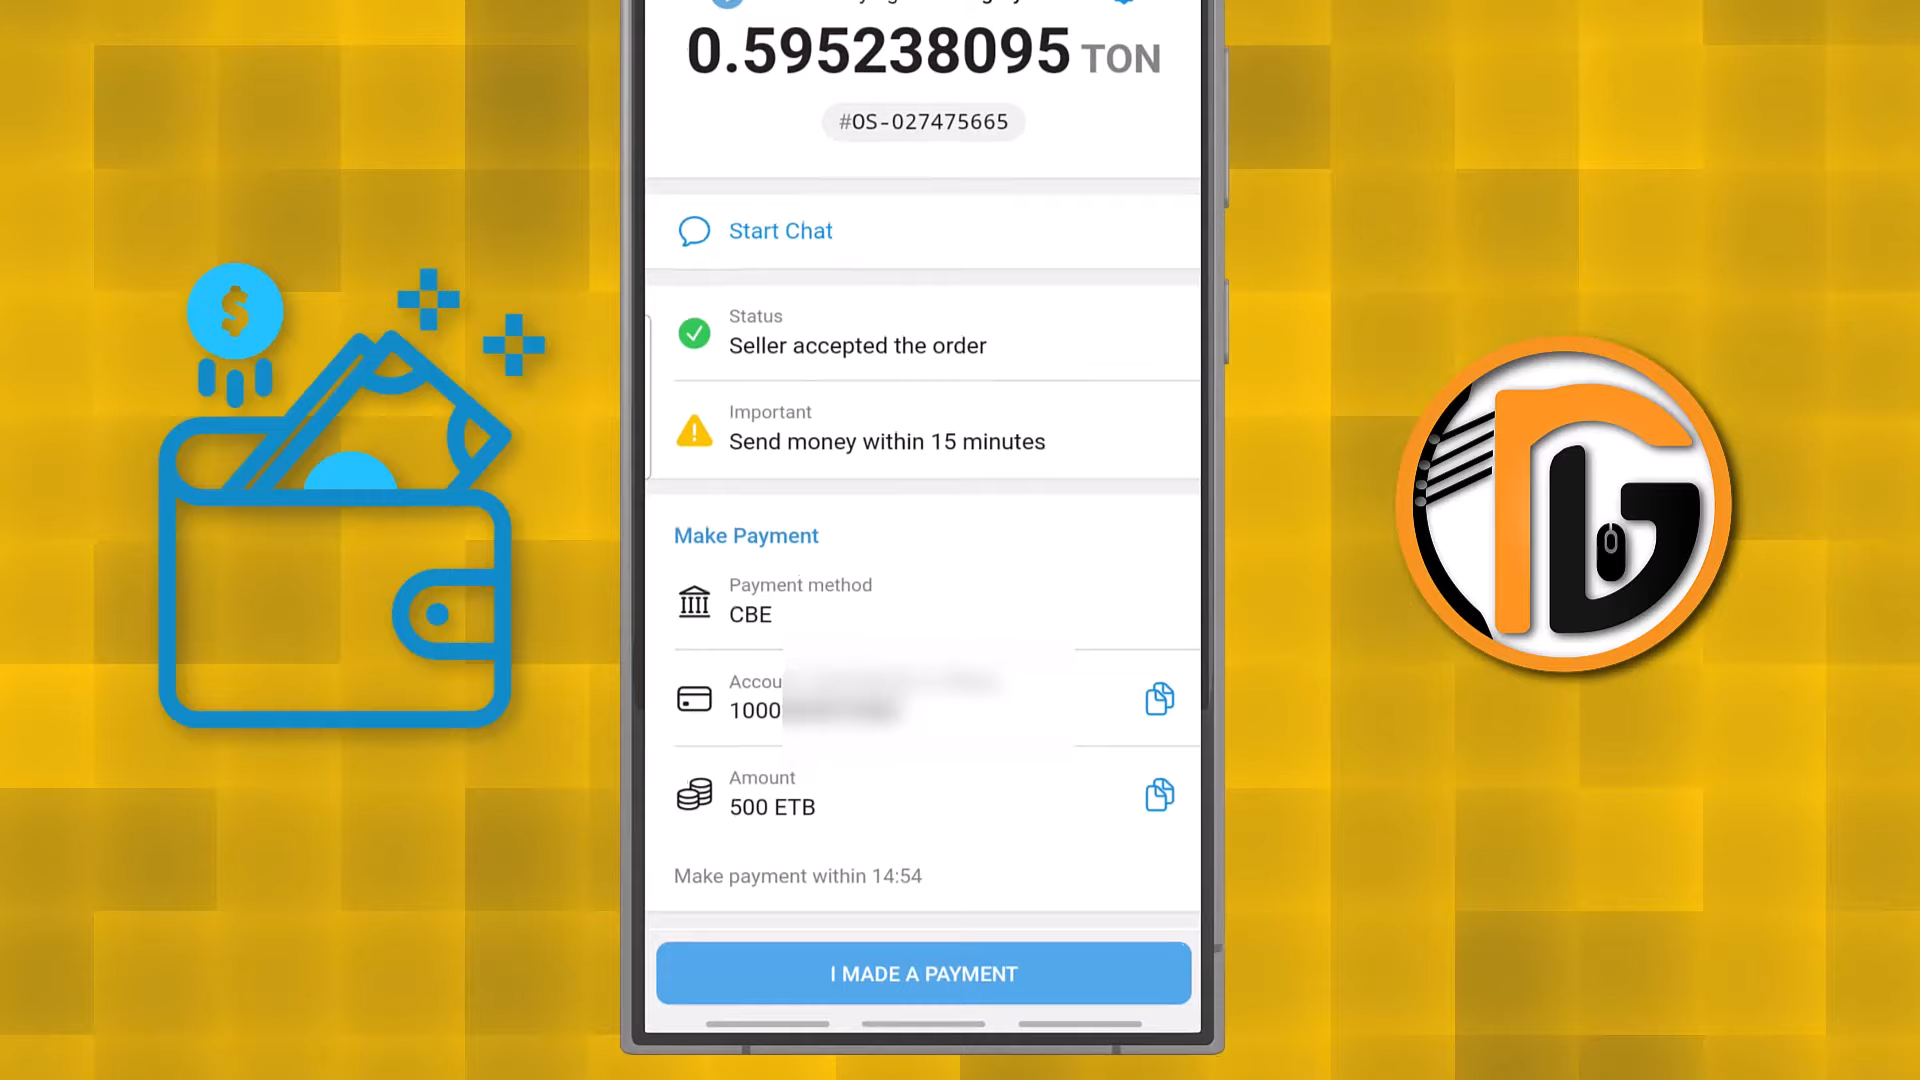 0.595238095 TON
#OS-027475665
Start Chat
Status
Seller accepted the order
Important
Send money within 15 minutes
Make Payment
Payment method
CBE
1000
Amount
500 ETB
Make payment within 14:54
I MADE A PAYMENT